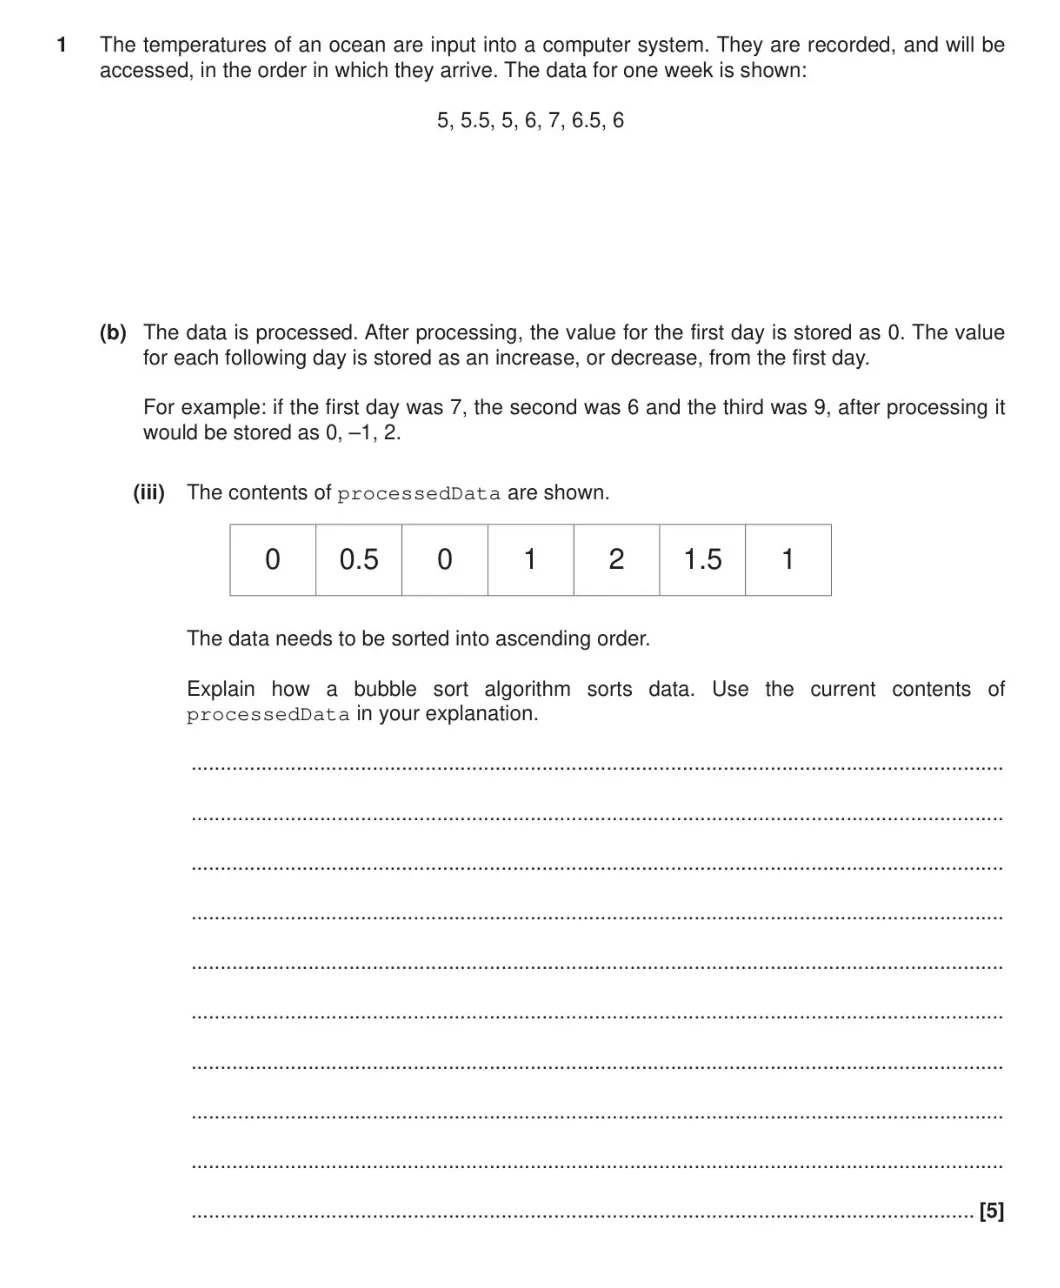 1 The temperatures of an ocean are input into a computer system. They are recorded, and will be
accessed, in the order in which they arrive. The data for one week is shown:
5, 5.5, 5, 6, 7, 6.5, 6
(b) The data is processed. After processing, the value for the first day is stored as 0. The value
for each following day is stored as an increase, or decrease, from the first day.
For example: if the first day was 7, the second was 6 and the third was 9, after processing it
would be stored as 0, –1, 2.
(iii) The contents of processedData are shown.
0 0.5 0 1 2 1.5 1
The data needs to be sorted into ascending order.
Explain how a bubble sort algorithm sorts data. Use the current contents of
processedData in your explanation.
[5]